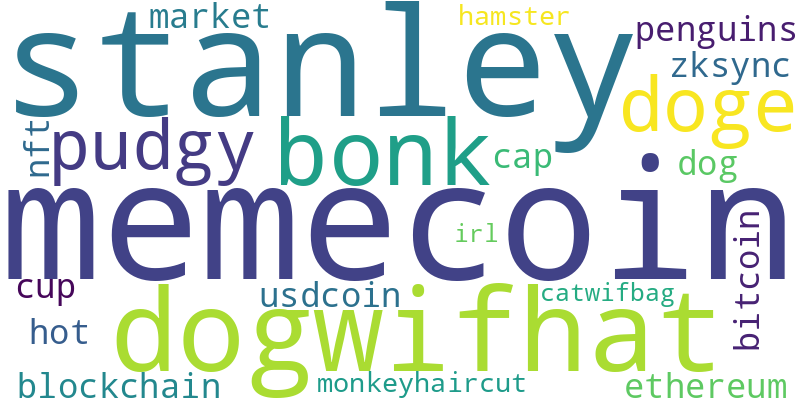 market
hamster
stanley
penguins
zksync
doge
nft
pudgy
bonk
cap
dog
memecoin
irl
bitcoin
cup
usdcoin
catwifbag
dogwifhat
hot
blockchain
monkeyhaircut
ethereum